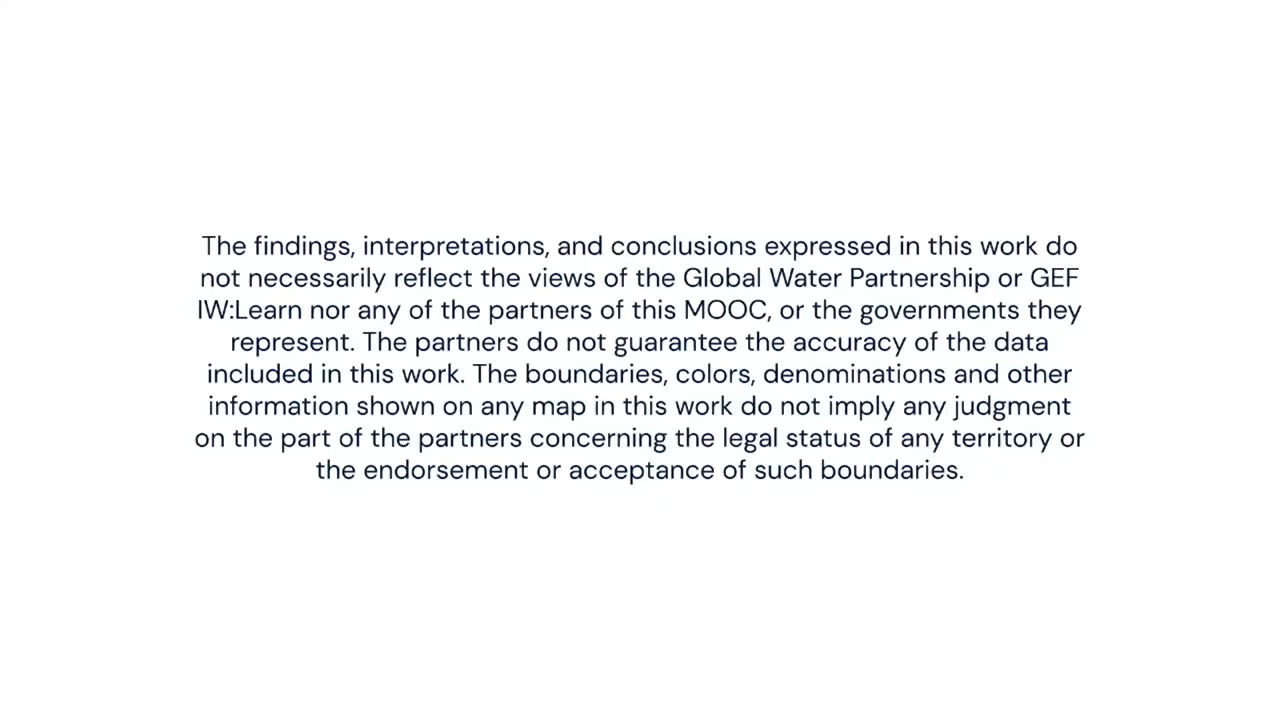 The findings, interpretations, and conclusions expressed in this work do
not necessarily reflect the views of the Global Water Partnership or GEF
IW:Learn nor any of the partners of this MOOC, or the governments they
represent. The partners do not guarantee the accuracy of the data
included in this work. The boundaries, colors, denominations and other
information shown on any map in this work do not imply any judgment
on the part of the partners concerning the legal status of any territory or
the endorsement or acceptance of such boundaries.